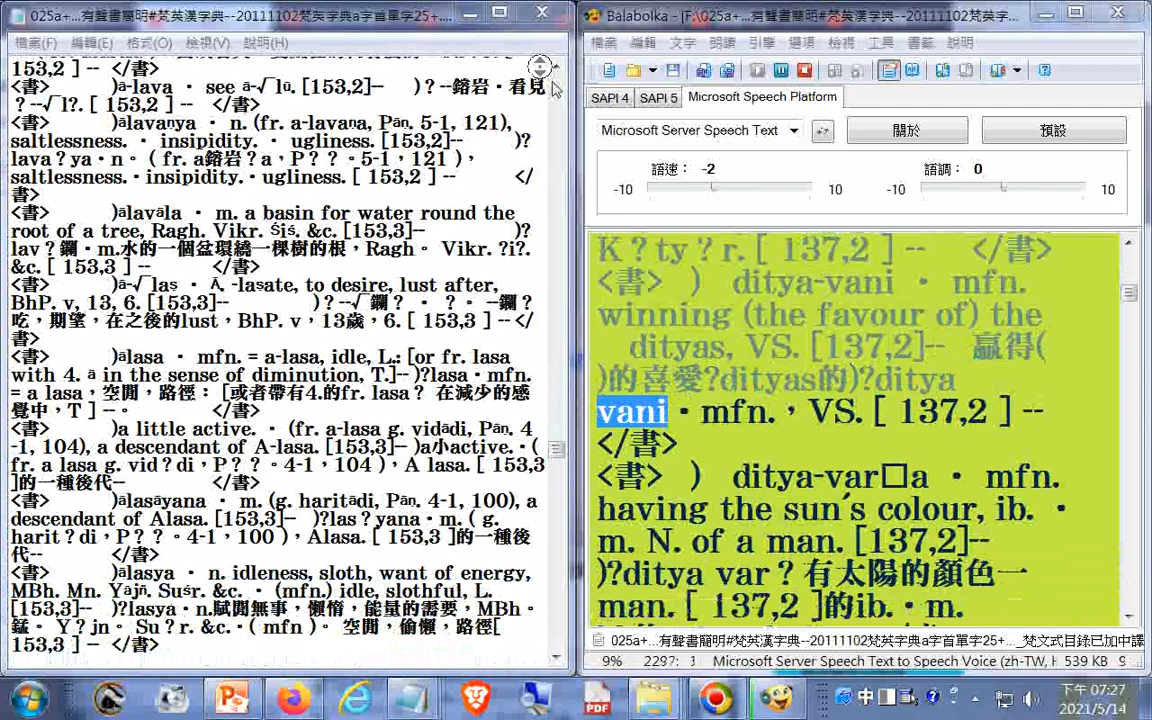 025a+...有聲書簡明#梵英漢字典--20111102梵英字典a字首單字25+...
檔案(F) 編輯(E) 格式(O) 檢視(V) 說明(H)
153,2 ] -- </書>
)ā-lava · see ā-√lū. [153,2]-- )? --鎔岩·看見
? --√l?. [ 153,2 ] -- </書>
)ālavaṇya · n. (fr. a-lavaṇa, Pāṇ. 5-1, 121),
saltlessness. · insipidity. · ugliness. [153,2]-- )?
lava ? ya·n。( fr. a鎔岩 ? a，P ? ? 。5-1，121 )，
saltlessness.·insipidity.·ugliness. [ 153,2 ] -- </
書>
)ālavāla · m. a basin for water round the
root of a tree, Ragh. Vikr. Śiś. &c. [153,3]-- )?
lav ? 鑭·m.水的一個盆環繞一棵樹的根，Ragh。 Vikr. ?i?.
&c. [ 153,3 ] -- </書>
)ā-√laṣ · Ā. -laṣate, to desire, lust after,
BhP. v, 13, 6. [153,3]-- )? --√鑭 ? · ? 。--鑭?
吃，期望，在之後的lust，BhP. v，13歲，6. [ 153,3 ] -- </
書>
)ālasa · mfn. = a-lasa, idle, L.: [or fr. lasa
with 4. ā in the sense of diminution, T.]-- )?lasa·mfn.
= a lasa，空閒，路徑： [或者帶有4.的fr. lasa ? 在減少的感
覺中，T ] --。 </書>
)a little active. · (fr. a-lasa g. vidādi, Pāṇ. 4
-1, 104), a descendant of A-lasa. [153,3]-- )a小active.·(
fr. a lasa g. vid ? di，P ? ? 。4-1，104 )，A lasa. [ 153,3
]的一種後代-- </書>
)ālasāyana · m. (g. haritādi, Pāṇ. 4-1, 100), a
descendant of Alasa. [153,3]-- )?las ? yana·m. ( g.
harit ? di，P ? ? 。4-1，100 )，Alasa. [ 153,3 ]的一種後
代-- </書>
)ālasya · n. idleness, sloth, want of energy,
MBh. Mn. Yājñ. Suśr. &c. · (mfn.) idle, slothful, L.
[153,3]-- )?lasya·n.賦閒無事，懶惰，能量的需要，MBh。
錳。 Y ? jn。 Su ? r. &c.·( mfn )。 空閒，偷懶，路徑[
153,3 ] -- </書>
Balabolka - [F:\025a+...有聲書簡明#梵英漢字典--20111102梵英字...
檔案 編輯 文字 朗讀 引擎 選項 檢視 工具 書籤 說明
SAPI 4 SAPI 5 Microsoft Speech Platform
Microsoft Server Speech Text 關於 預設
語速： -2 語調： 0
-10 10 -10 10
K ? ty ? r. [ 137,2 ] -- </書>
<書> ) ditya-vani · mfn.
winning (the favour of) the
dityas, VS. [137,2]-- 贏得(
)的喜愛?dityas的)?ditya
vani·mfn.，VS. [ 137,2 ] --
</書>
<書> ) ditya-var□a · mfn.
having the sun's colour, ib. ·
m. N. of a man. [137,2]--
)?ditya var ? 有太陽的顏色一
man. [ 137,2 ]的ib.·m.
025a+...有聲書簡明#梵英漢字典--20111102梵英字典a字首單字25+..._梵文式目錄已加中譯
9% 2297: 1 Microsoft Server Speech Text to Speech Voice (zh-TW, H 539 KB 9
中 下午 07:27
2021/5/14